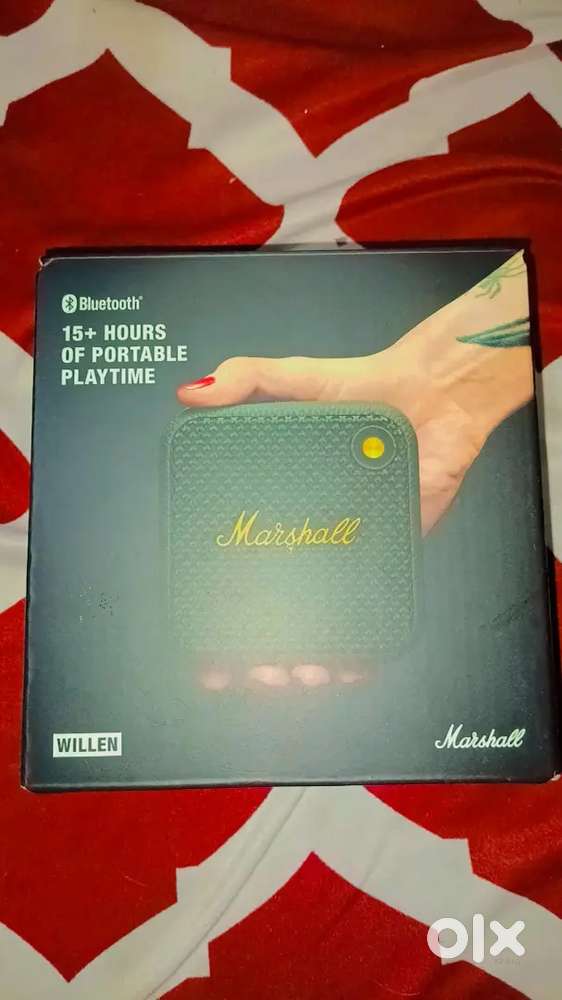 Bluetooth®
15+ HOURS
OF PORTABLE
PLAYTIME
Marshall
WILLEN
Marshall
olx